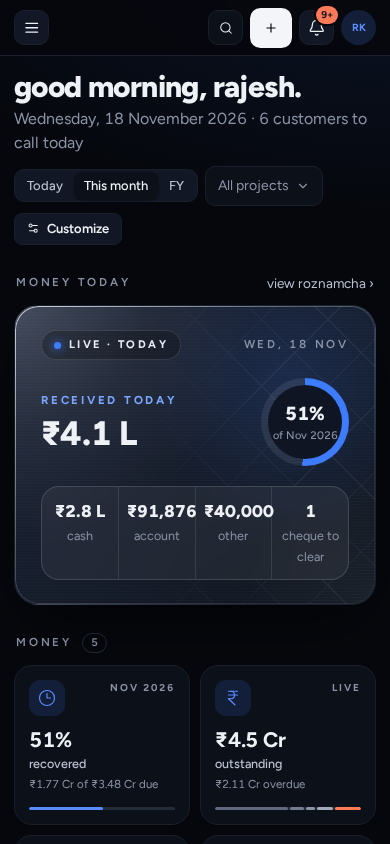 9+
RK
good morning, rajesh.
Wednesday, 18 November 2026 · 6 customers to
call today
Today This month FY All projects
Customize
MONEY TODAY view roznamcha ›
LIVE · TODAY WED, 18 NOV
RECEIVED TODAY
₹4.1 L
51%
of Nov 2026
₹2.8 L ₹91,876 ₹40,000 1
cash account other cheque to
clear
MONEY 5
NOV 2026 LIVE
₹
51% ₹4.5 Cr
recovered outstanding
₹1.77 Cr of ₹3.48 Cr due ₹2.11 Cr overdue